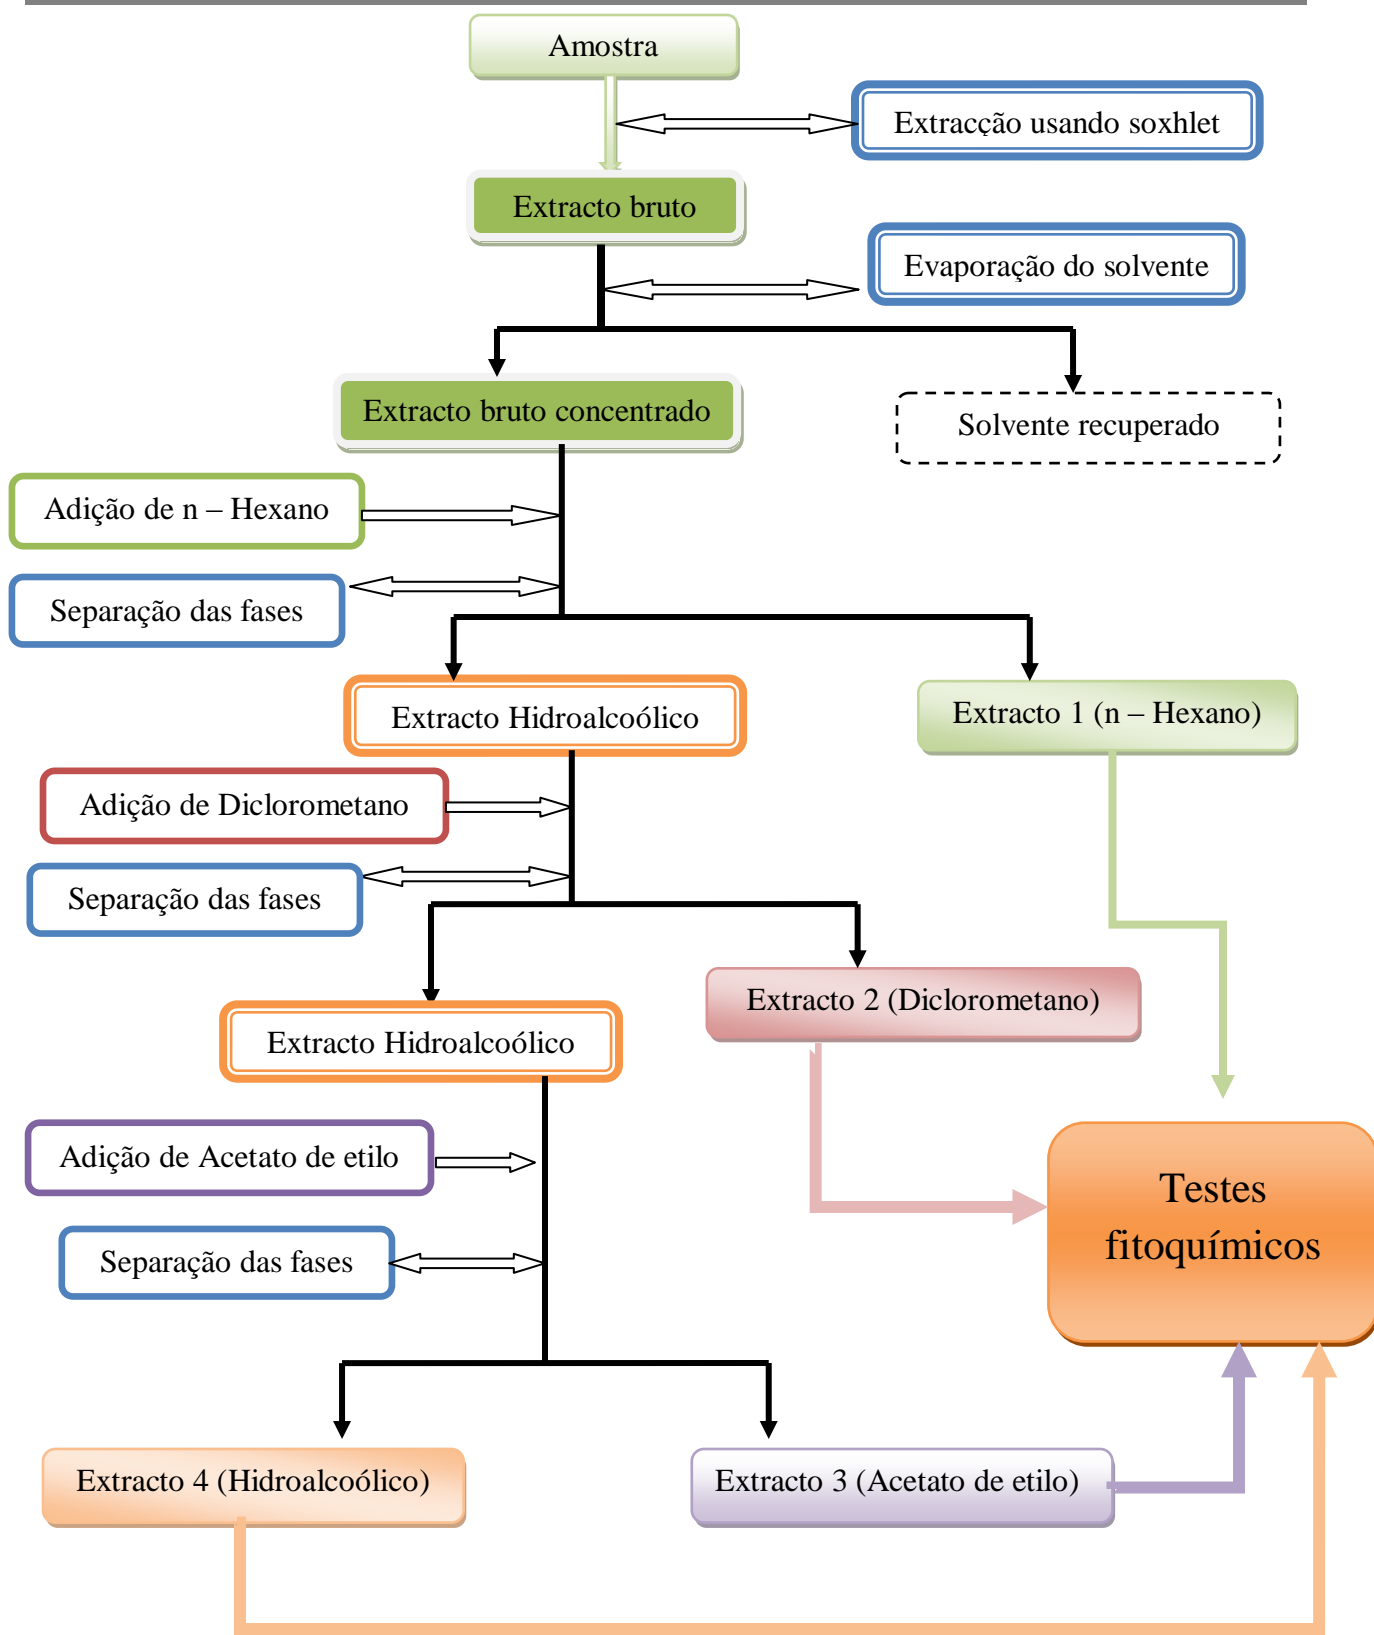 Amostra
Extracção usando soxhlet
Extracto bruto
Evaporação do solvente
Extracto bruto concentrado
Solvente recuperado
Adição de n – Hexano
Separação das fases
Extracto Hidroalcoólico
Extracto 1 (n – Hexano)
Adição de Diclorometano
Separação das fases
Extracto 2 (Diclorometano)
Extracto Hidroalcoólico
Adição de Acetato de etilo
Testes
fitoquímicos
Separação das fases
Extracto 4 (Hidroalcoólico)
Extracto 3 (Acetato de etilo)